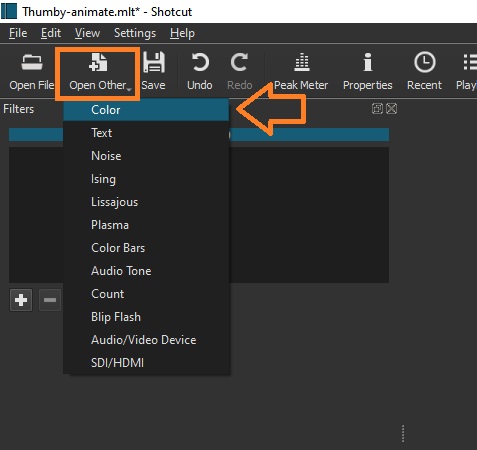 Thumby-animate.mlt* - Shotcut
File Edit View Settings Help
Open File Open Other Save Undo Redo Peak Meter Properties Recent
Filters
Color
Text
Noise
Ising
Lissajous
Plasma
Color Bars
Audio Tone
Count
Blip Flash
Audio/Video Device
SDI/HDMI